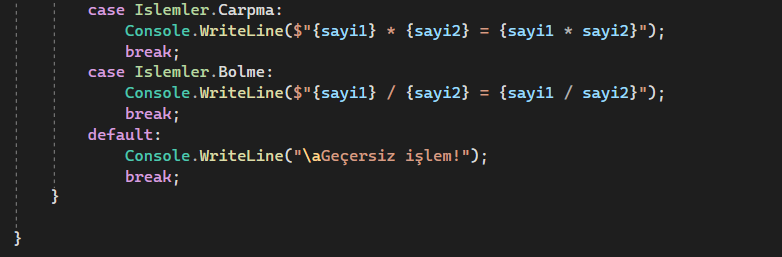 case Islemler.Carpma:
Console.WriteLine($"{sayi1} * {sayi2} = {sayi1 * sayi2}");
break;
case Islemler.Bolme:
Console.WriteLine($"{sayi1} / {sayi2} = {sayi1 / sayi2}");
break;
default:
Console.WriteLine("\aGeçersiz işlem!");
break;
}
}